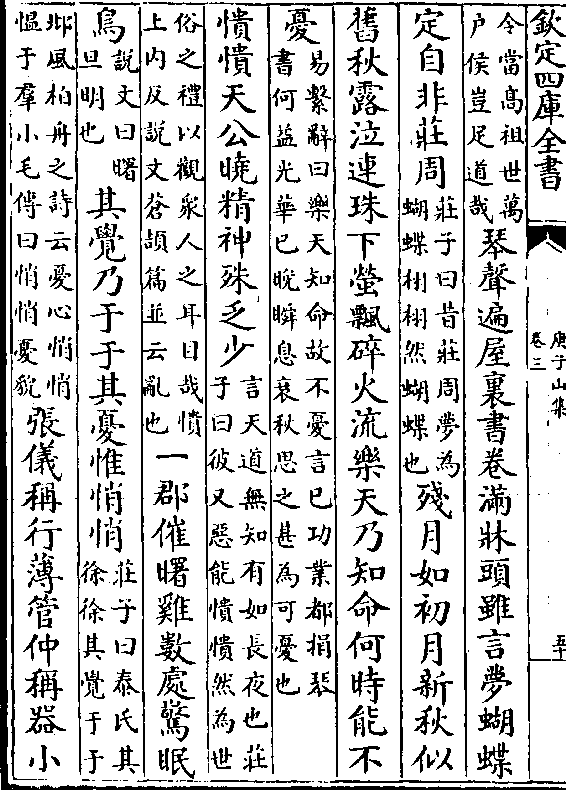 欽定四庫全書
庾子山集
卷三
令當髙祖世萬
户侯豈足道哉
琴聲遍屋裏書卷滿牀頭雖言夢蝴蝶
定自非莊周
莊子曰昔莊周夢為
蝴蝶栩栩然蝴蝶也
殘月如初月新秋似
舊秋露泣連珠下螢飄碎火流樂天乃知命何時能不
憂
易繫辭曰樂天知命故不憂言已功業都捐琴
書何益光華已晚瞬息衰秋思之甚為可憂也
憒憒天公曉精神殊乏少
言天道無知有如長夜也莊
子曰彼又惡能憒憒然為世
俗之禮以觀衆人之耳目哉憒
上内反説文蒼頡篇並云亂也
一郡催曙雞數處驚眠
鳥
説文曰曙
旦明也
其覺乃于于其憂惟悄悄
莊子曰泰氏其
徐徐其覺于于
邶風柏舟之詩云憂心悄悄
愠于羣小毛傳曰悄悄憂貌
張儀稱行薄管仲稱器小